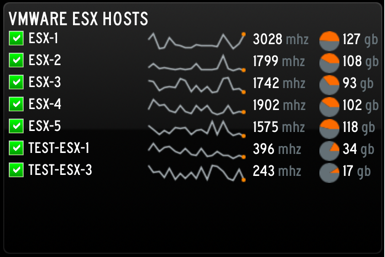 VMWARE ESX HOSTS
ESX-1 3028 mhz 127 gb
ESX-2 1799 mhz 108 gb
ESX-3 1742 mhz 93 gb
ESX-4 1902 mhz 102 gb
ESX-5 1575 mhz 118 gb
TEST-ESX-1 396 mhz 34 gb
TEST-ESX-3 243 mhz 17 gb